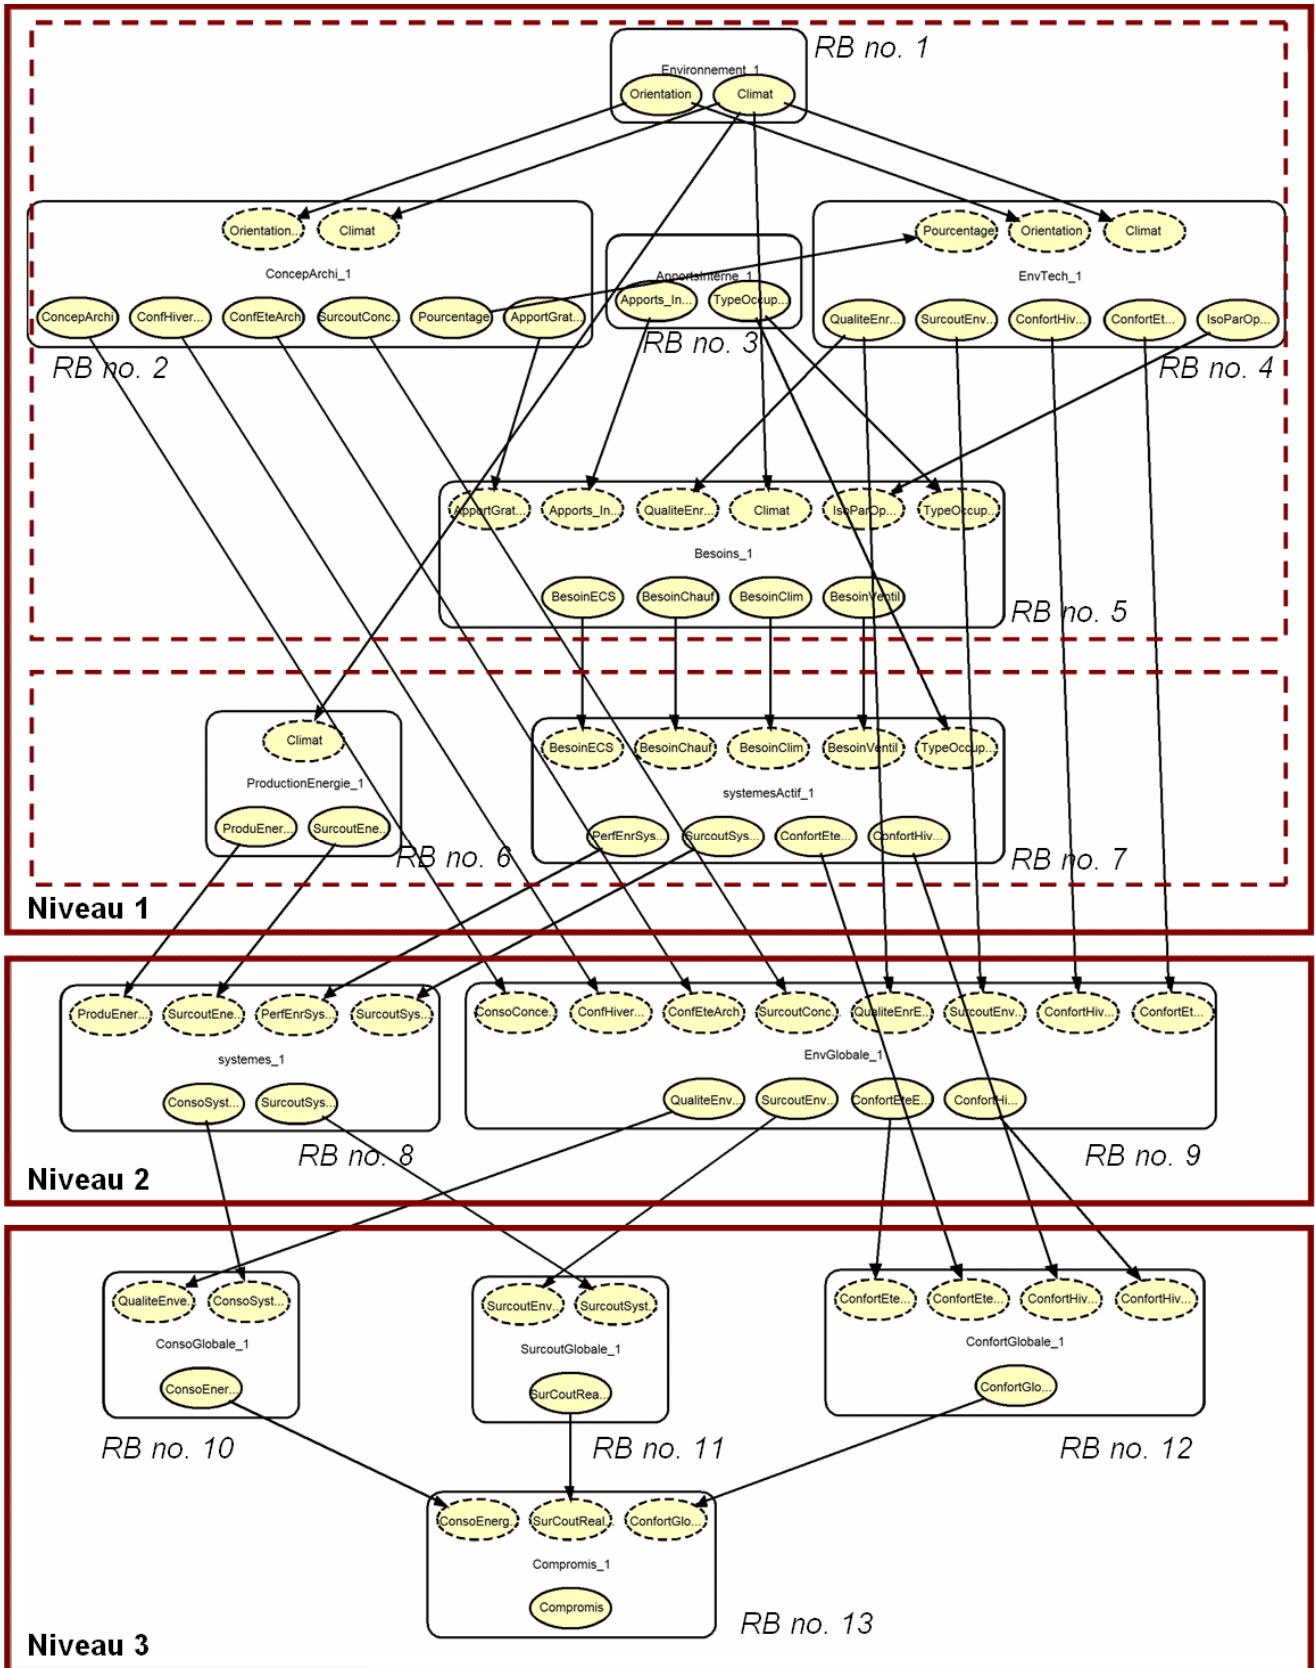 RB no. 1
Environnement_1
Orientation Climat
Orientation... Climat
ConcepArchi_1
ConcepArchi ConfHiver... ConfEteArch SurcoutConc... Pourcentage ApportGrat...
RB no. 2
ApportsInterne_1
Apports_In... TypeOccup...
RB no. 3
Pourcentage Orientation Climat
EnvTech_1
QualiteEnr... SurcoutEnv... ConfortHiv... ConfortEt... IsoParOp...
RB no. 4
ApportGrat... Apports_In... QualiteEnr... Climat IsoParOp... TypeOccup...
Besoins_1
BesoinECS BesoinChauf BesoinClim BesoinVentil
RB no. 5
Climat
ProductionEnergie_1
ProduEner... SurcoutEne...
RB no. 6
BesoinECS BesoinChauf BesoinClim BesoinVentil TypeOccup...
systemesActif_1
PerfEnrSys... SurcoutSys... ConfortEte... ConfortHiv...
RB no. 7
Niveau 1
ProduEner... SurcoutEne... PerfEnrSys... SurcoutSys...
systemes_1
ConsoSyst... SurcoutSys...
RB no. 8
ConsoConce... ConfHiver... ConfEteArch SurcoutConc... QualiteEnrE... SurcoutEnv... ConfortHiv... ConfortEt...
EnvGlobale_1
QualiteEnv... SurcoutEnv... ConfortEteE... ConfortHi...
RB no. 9
Niveau 2
QualiteEnve... ConsoSyst...
ConsoGlobale_1
ConsoEner...
RB no. 10
SurcoutEnv... SurcoutSyst...
SurcoutGlobale_1
SurCoutRea...
RB no. 11
ConfortEte... ConfortEte... ConfortHiv... ConfortHiv...
ConfortGlobale_1
ConfortGlo...
RB no. 12
ConsoEnerg... SurCoutReal... ConfortGlo...
Compromis_1
Compromis
RB no. 13
Niveau 3